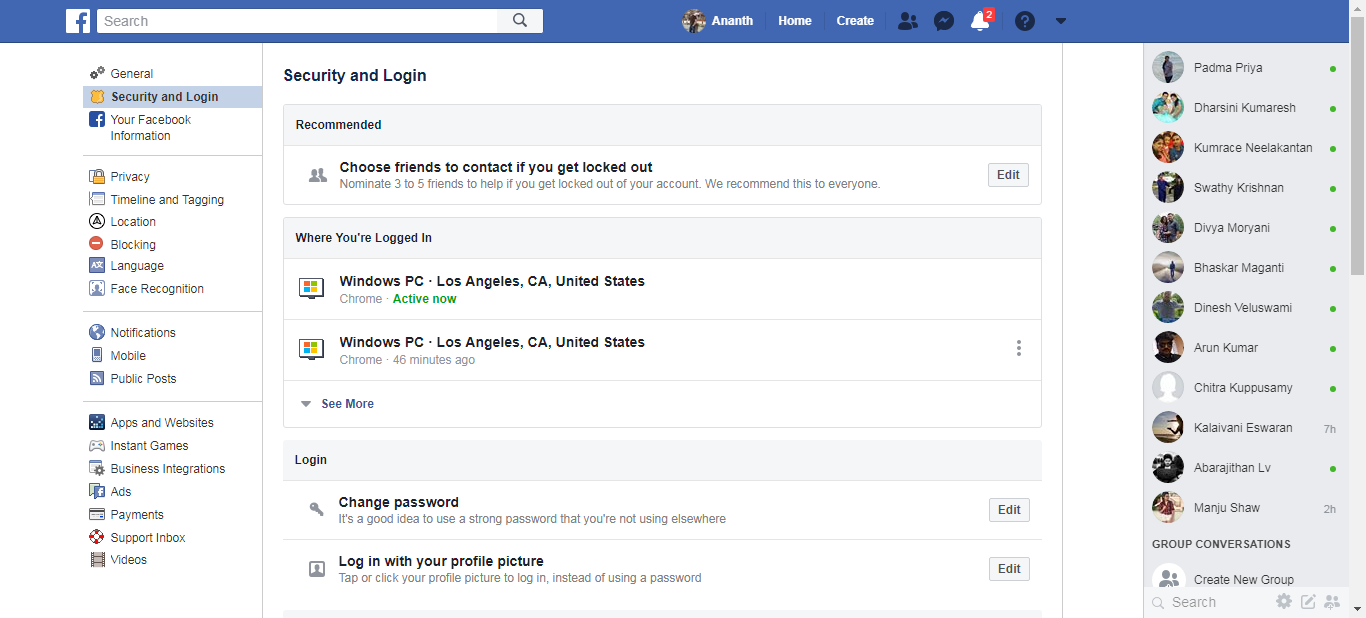 Search
Ananth
Home
Create
2
General
Security and Login
Your Facebook
Information
Privacy
Timeline and Tagging
Location
Blocking
Language
Face Recognition
Notifications
Mobile
Public Posts
Apps and Websites
Instant Games
Business Integrations
Ads
Payments
Support Inbox
Videos
Security and Login
Recommended
Choose friends to contact if you get locked out
Nominate 3 to 5 friends to help if you get locked out of your account. We recommend this to everyone.
Edit
Where You're Logged In
Windows PC · Los Angeles, CA, United States
Chrome · Active now
Windows PC · Los Angeles, CA, United States
Chrome · 46 minutes ago
See More
Login
Change password
It's a good idea to use a strong password that you're not using elsewhere
Edit
Log in with your profile picture
Tap or click your profile picture to log in, instead of using a password
Edit
Padma Priya
Dharsini Kumaresh
Kumrace Neelakantan
Swathy Krishnan
Divya Moryani
Bhaskar Maganti
Dinesh Veluswami
Arun Kumar
Chitra Kuppusamy
Kalaivani Eswaran 7h
Abarajithan Lv
Manju Shaw 2h
GROUP CONVERSATIONS
Create New Group
Search